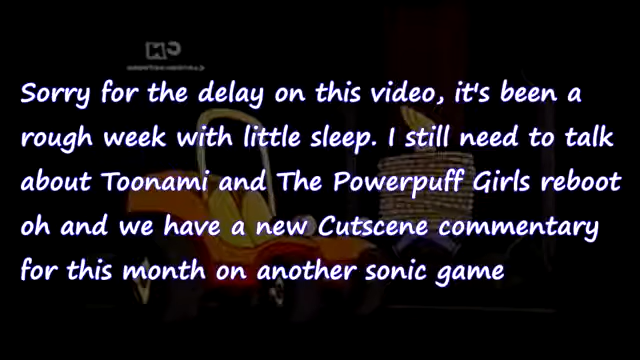 Sorry for the delay on this video, it's been a
rough week with little sleep. I still need to talk
about Toonami and The Powerpuff Girls reboot
oh and we have a new Cutscene commentary
for this month on another sonic game